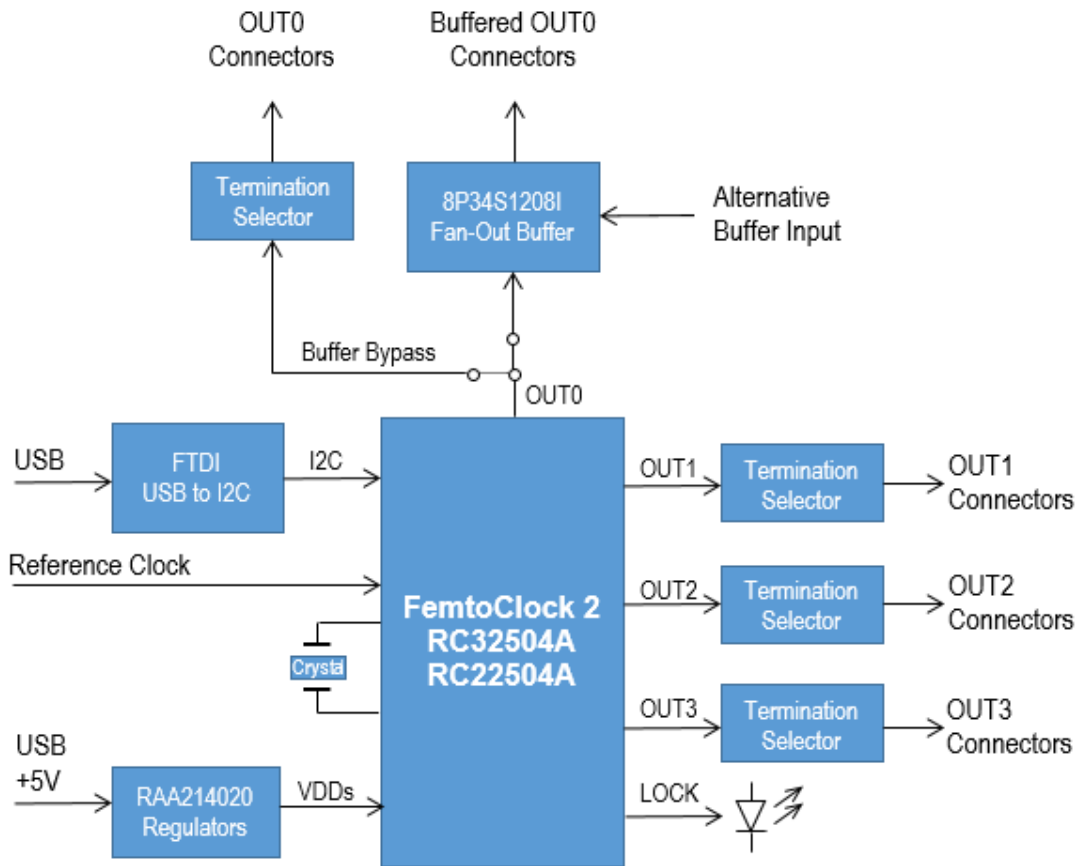 OUT0
Connectors
Buffered OUT0
Connectors
Termination
Selector
8P34S1208I
Fan-Out Buffer
Alternative
Buffer Input
Buffer Bypass
OUT0
USB
FTDI
USB to I2C
I2C
OUT1
Termination
Selector
OUT1
Connectors
Reference Clock
FemtoClock 2
RC32504A
RC22504A
OUT2
Termination
Selector
OUT2
Connectors
Crystal
OUT3
Termination
Selector
OUT3
Connectors
USB
+5V
RAA214020
Regulators
VDDs
LOCK